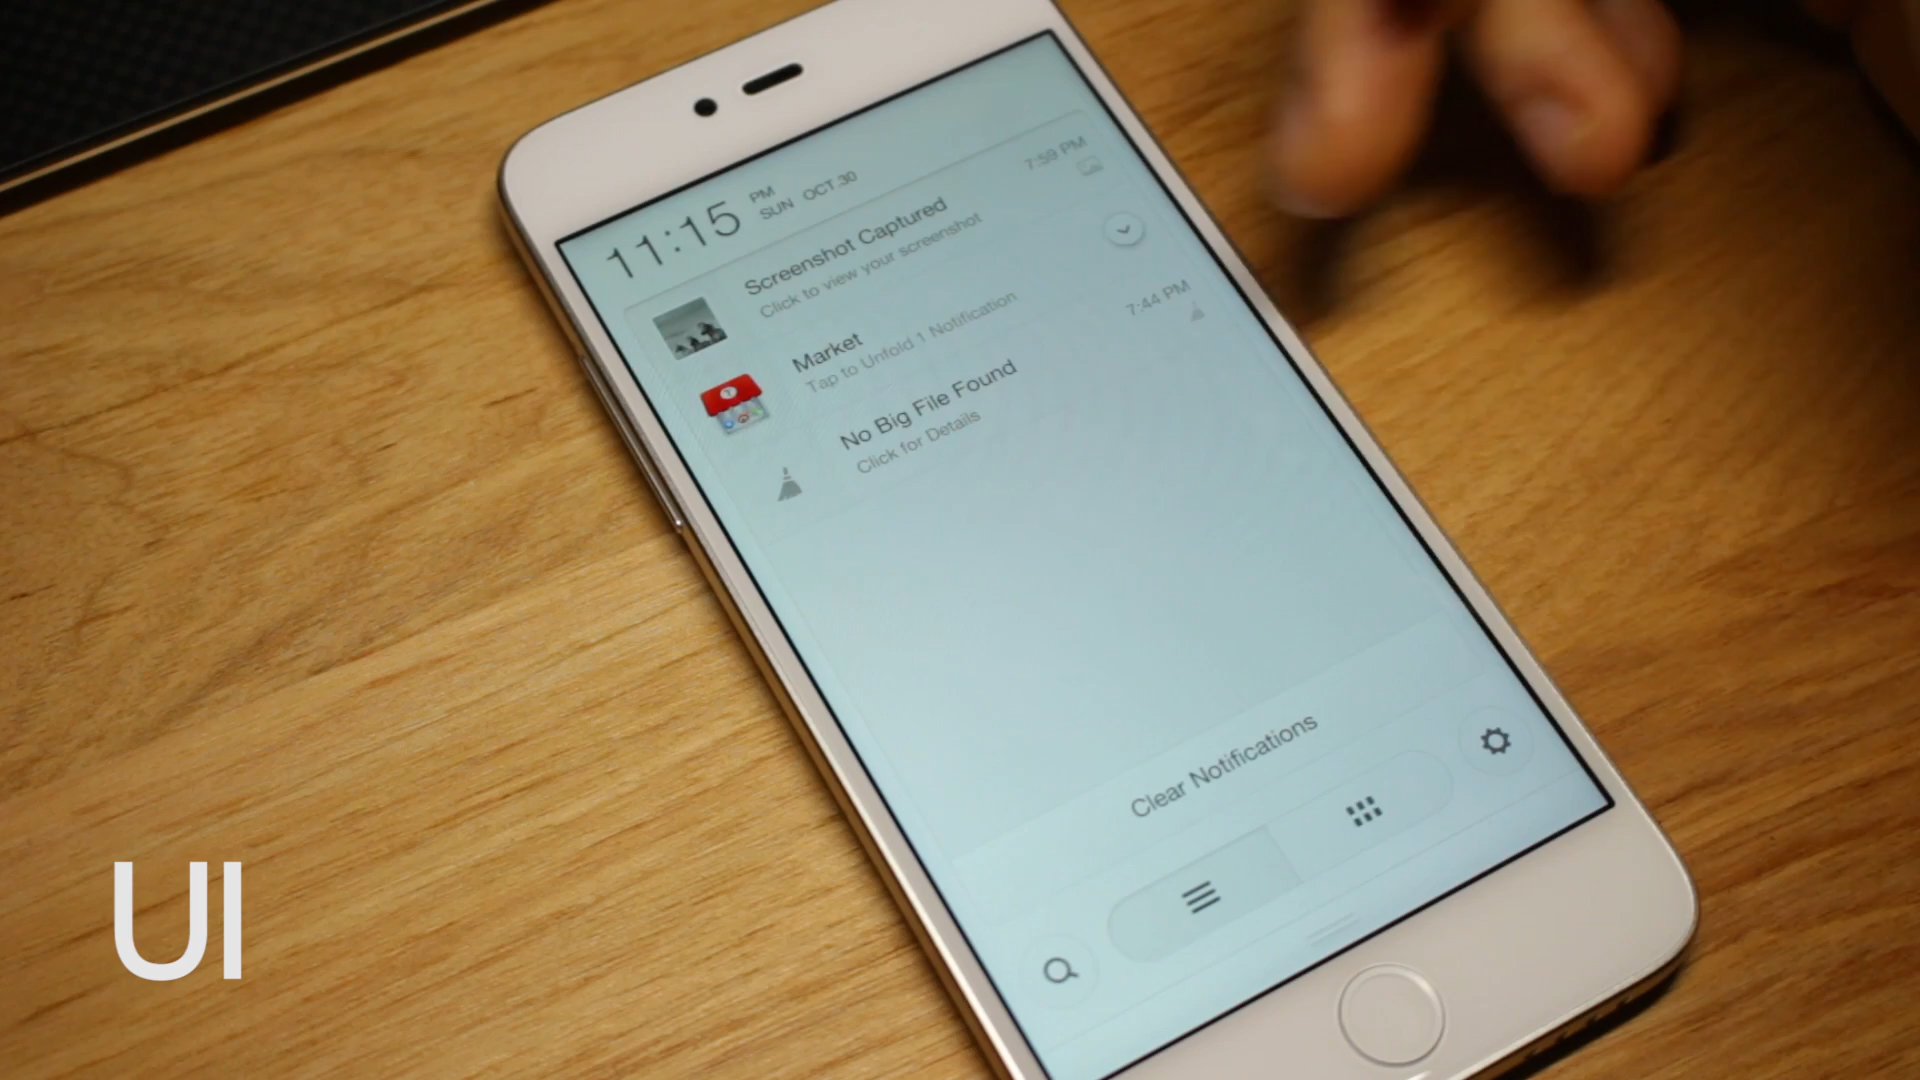 11:15 PM
SUN OCT.30
Screenshot Captured 7:59 PM
Click to view your screenshot
Market
Tap to Unfold 1 Notification
No Big File Found 7:44 PM
Click for Details
Clear Notifications
UI